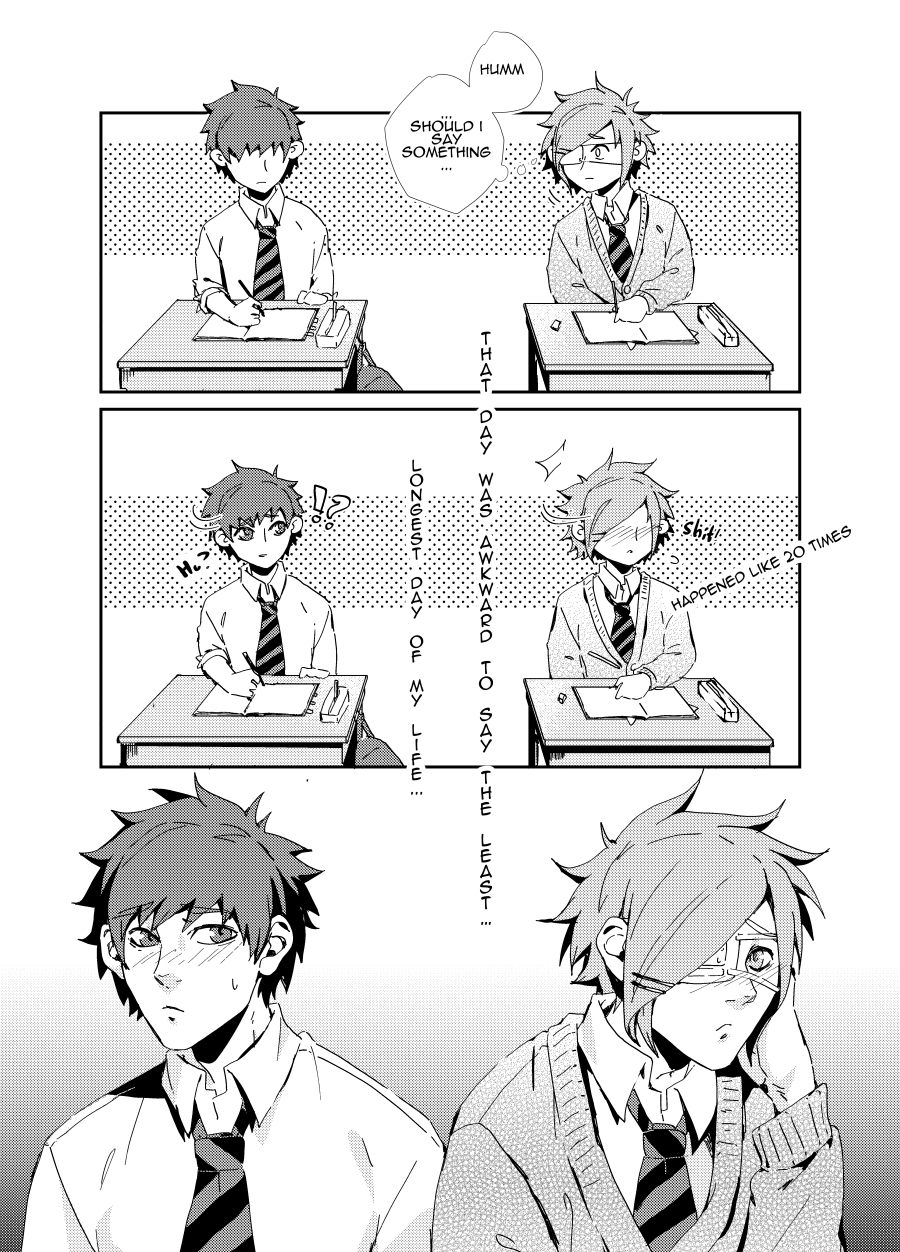 HUMM
...
SHOULD I
SAY
SOMETHING
...
!?
Shit!
HAPPENED LIKE 20 TIMES
THAT DAY WAS AWKWARD TO SAY THE LEAST...
LONGEST DAY OF MY LIFE...